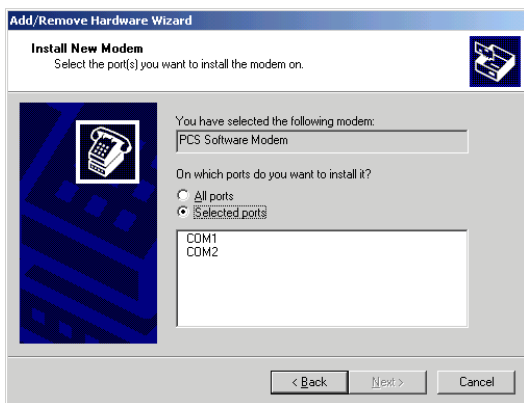 Add/Remove Hardware Wizard
Install New Modem
Select the port(s) you want to install the modem on.
You have selected the following modem:
PCS Software Modem
On which ports do you want to install it?
All ports
Selected ports
COM1
COM2
< Back
Next >
Cancel